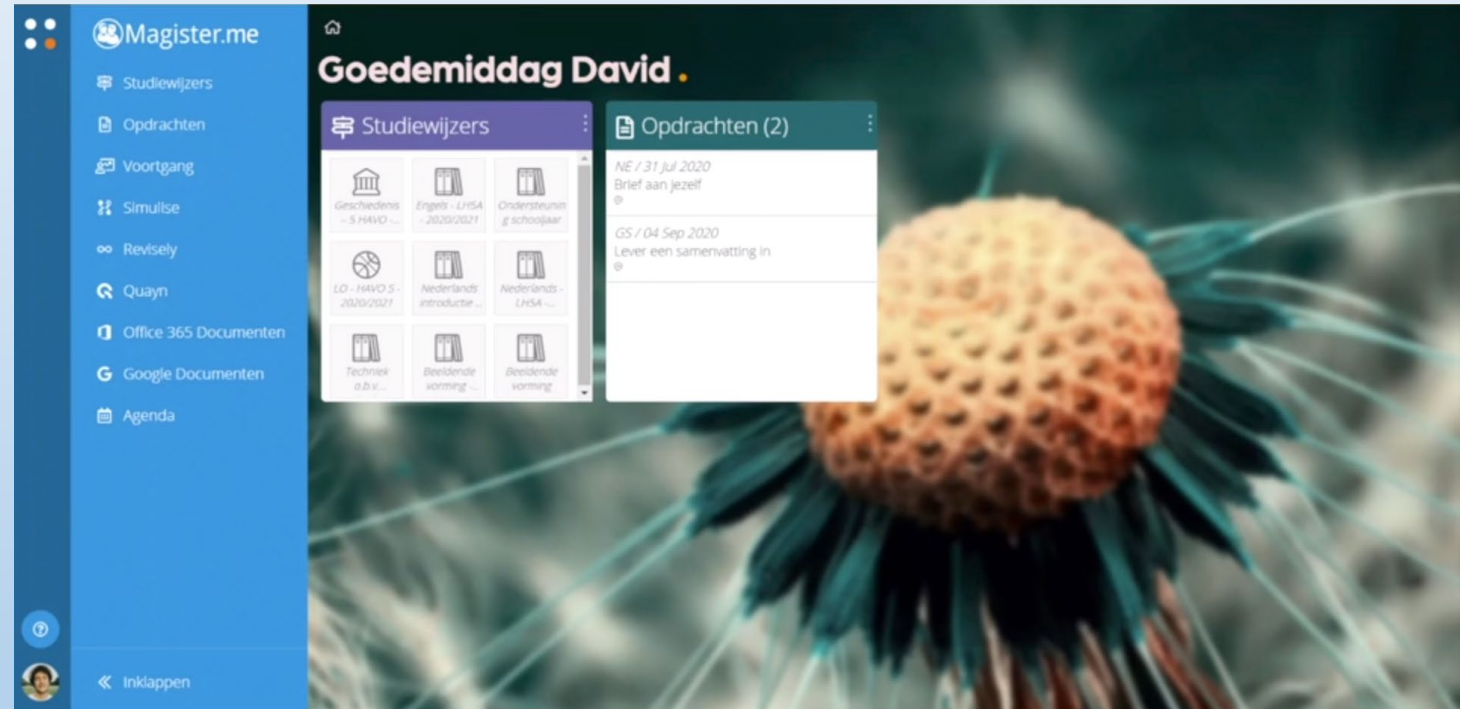 Magister.me
Studiewijzers
Opdrachten
Voortgang
Simulise
Revisely
Quayn
Office 365 Documenten
Google Documenten
Agenda
Inklappen
Goedemiddag David .
Studiewijzers
Geschiedenis
– 5 HAVO -...
Engels - LHSA
- 2020/2021
Ondersteunin
g schooljaar
LO - HAVO 5 -
2020/2021
Nederlands
introductie ...
Nederlands -
LHSA -...
Techniek
o.b.v....
Beeldende
vorming -...
Beeldende
vorming
Opdrachten (2)
NE / 31 Jul 2020
Brief aan jezelf
GS / 04 Sep 2020
Lever een samenvatting in